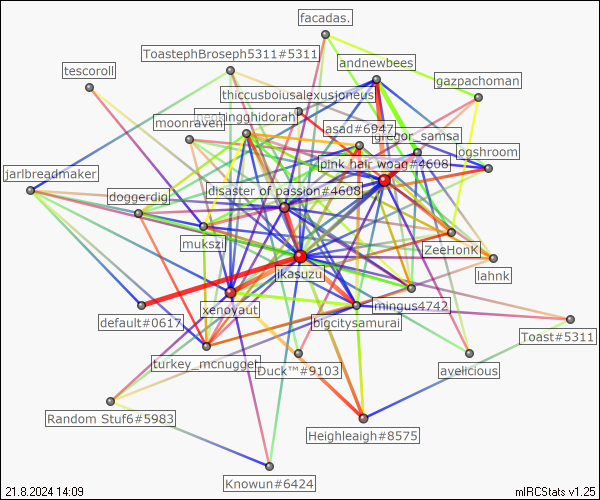 facadas.
ToastephBroseph5311#5311
andnewbees
tescoroll
gazpachoman
thiccusboiusalexusjoneus
moonraven
asad#6947
gregor_samsa
ogshroom
pink hair woag#4608
jarlbreadmaker
disaster of passion#4608
doggerdig
mukszi
ZeeHonK
ikasuzu
lahnk
xenoyaut
mingus4742
default#0617
bigcitysamurai
Toast#5311
turkey_mcnugget
Duck™#9103
avelicious
Random Stuf6#5983
Heighleaigh#8575
Knowun#6424
21.8.2024 14:09
mIRCStats v1.25